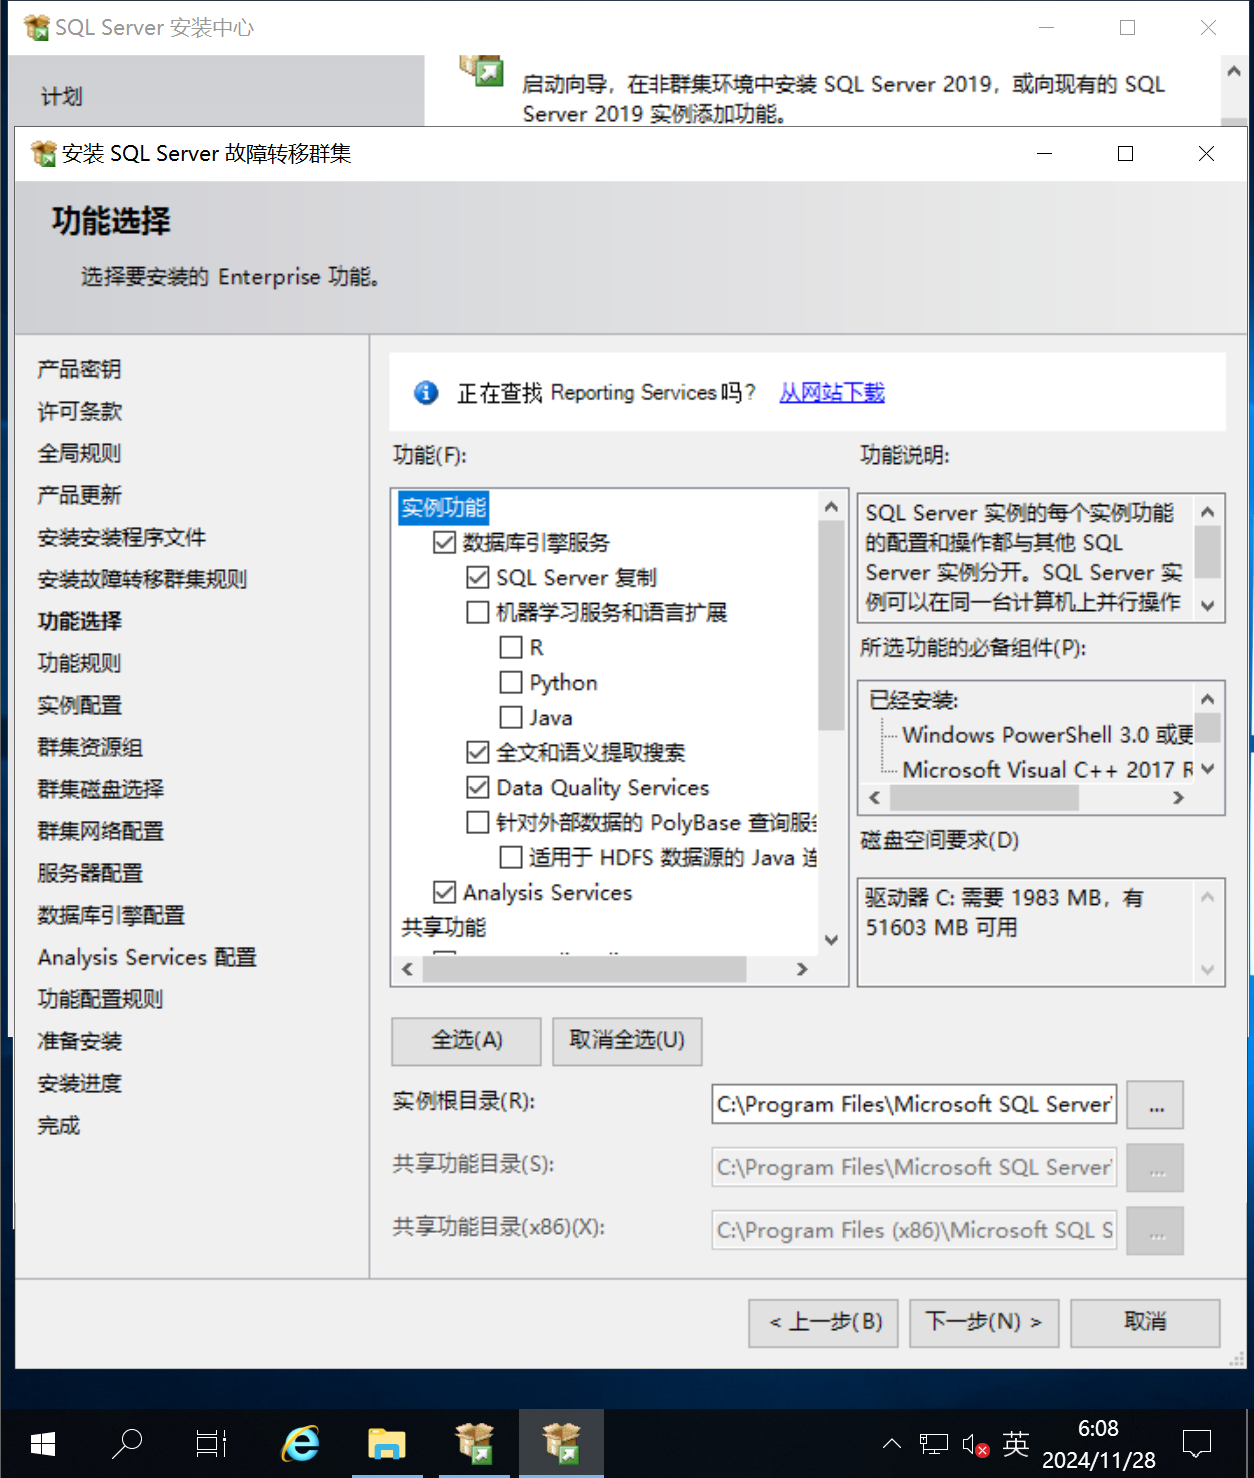 SQL Server 安装中心
计划
启动向导，在非群集环境中安装 SQL Server 2019，或向现有的 SQL
Server 2019 实例添加功能。
安装 SQL Server 故障转移群集
功能选择
选择要安装的 Enterprise 功能。
产品密钥
许可条款
全局规则
产品更新
安装安装程序文件
安装故障转移群集规则
功能选择
功能规则
实例配置
群集资源组
群集磁盘选择
群集网络配置
服务器配置
数据库引擎配置
Analysis Services 配置
功能配置规则
准备安装
安装进度
完成
正在查找 Reporting Services吗? 从网站下载
功能(F):
实例功能
数据库引擎服务
SQL Server 复制
机器学习服务和语言扩展
R
Python
Java
全文和语义提取搜索
Data Quality Services
针对外部数据的 PolyBase 查询服
适用于 HDFS 数据源的 Java 连
Analysis Services
共享功能
功能说明:
SQL Server 实例的每个实例功能
的配置和操作都与其他 SQL
Server 实例分开。SQL Server 实
例可以在同一台计算机上并行操作
所选功能的必备组件(P):
已经安装:
Windows PowerShell 3.0 或更
Microsoft Visual C++ 2017 R
磁盘空间要求(D)
驱动器 C: 需要 1983 MB，有
51603 MB 可用
全选(A)
取消全选(U)
实例根目录(R):
C:\Program Files\Microsoft SQL Server\
...
共享功能目录(S):
C:\Program Files\Microsoft SQL Server\
...
共享功能目录(x86)(X):
C:\Program Files (x86)\Microsoft SQL S
...
< 上一步(B)
下一步(N) >
取消
英
6:08
2024/11/28